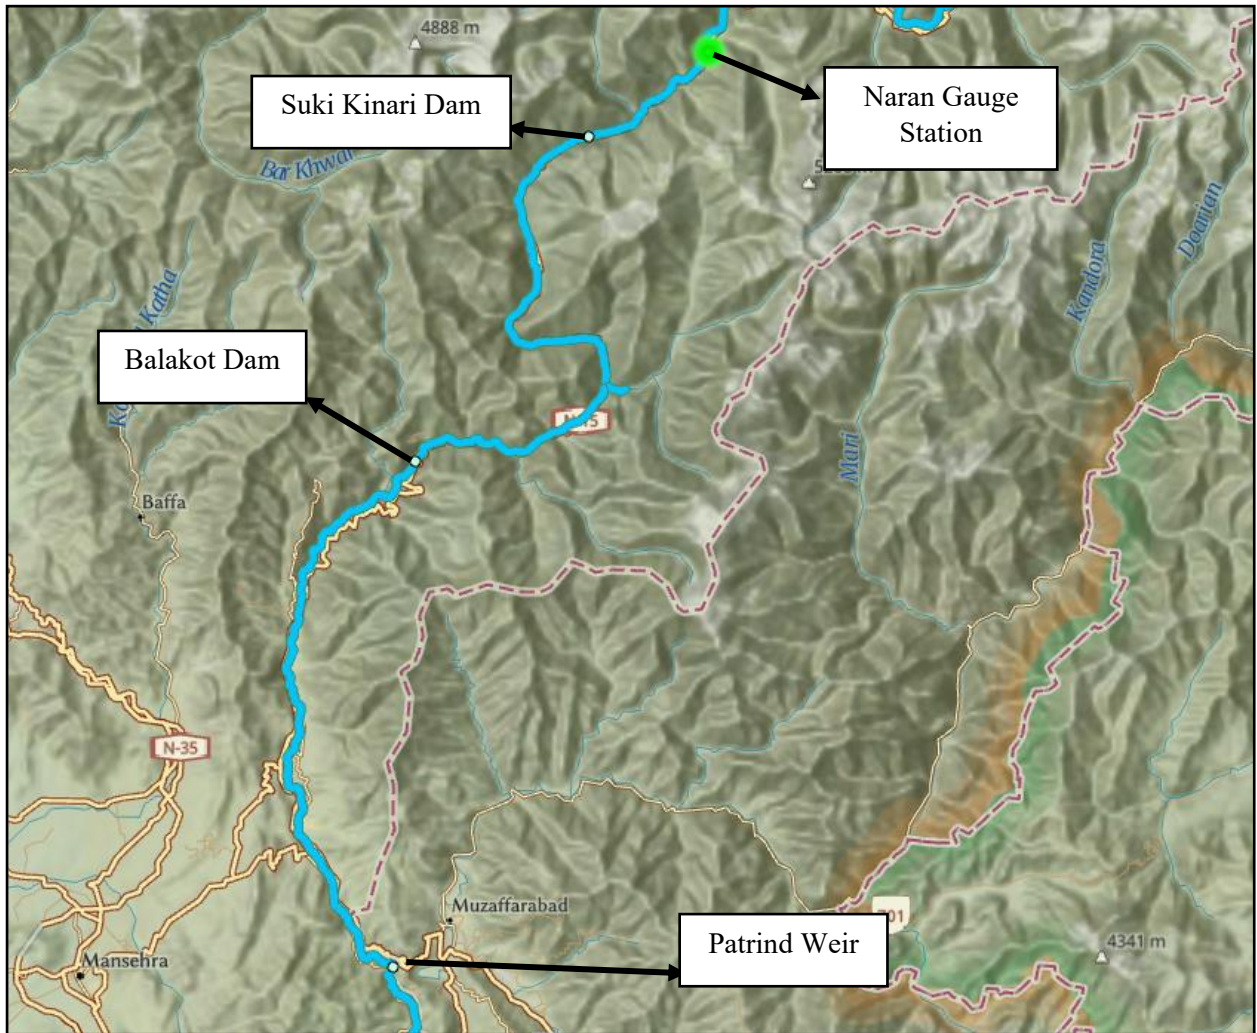 4888 m
Suki Kinari Dam
Naran Gauge
Station
Bar Khwar
Doarian
Kandora
Katha
Balakot Dam
Mari
Baffa
N-35
Muzaffarabad
Patrind Weir
Mansehra
4341 m